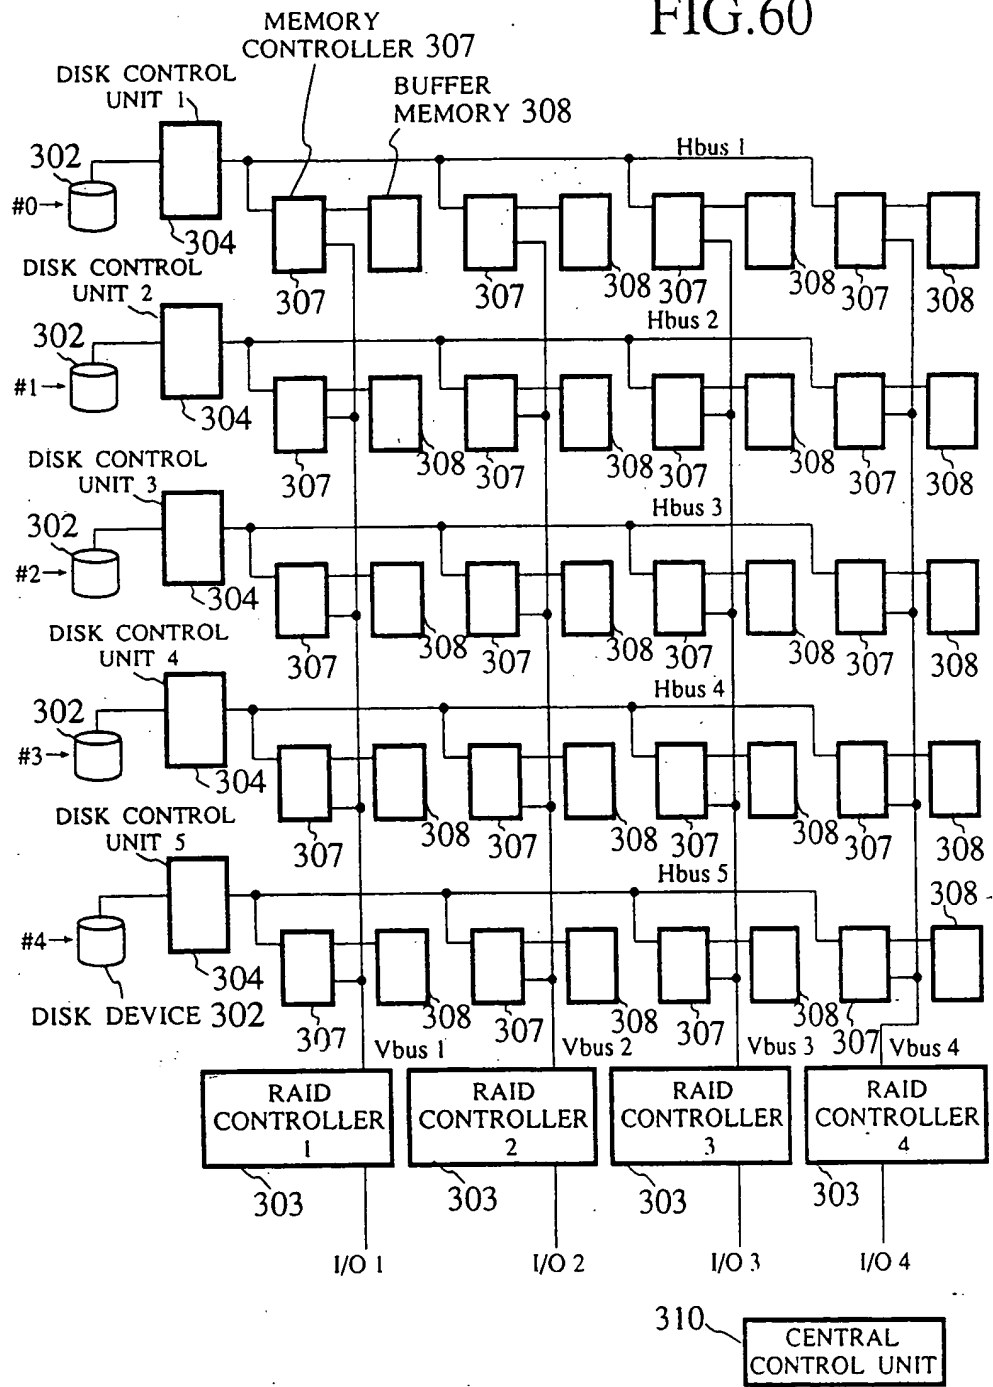 FIG.60
MEMORY
CONTROLLER 307
DISK CONTROL
UNIT 1
BUFFER
MEMORY 308
302
Hbus 1
#0
304
307
307
308
307
308
307
308
DISK CONTROL
UNIT 2
Hbus 2
302
#1
304
307
308
307
308
307
308
307
308
DISK CONTROL
UNIT 3
Hbus 3
302
#2
304
307
308
307
308
307
308
307
308
DISK CONTROL
UNIT 4
Hbus 4
302
#3
304
307
308
307
308
307
308
307
308
DISK CONTROL
UNIT 5
Hbus 5
308
#4
304
DISK DEVICE 302
307
308
307
308
307
308
307
Vbus 1
Vbus 2
Vbus 3
Vbus 4
RAID
CONTROLLER
1
RAID
CONTROLLER
2
RAID
CONTROLLER
3
RAID
CONTROLLER
4
303
303
303
303
I/O 1
I/O 2
I/O 3
I/O 4
310
CENTRAL
CONTROL UNIT